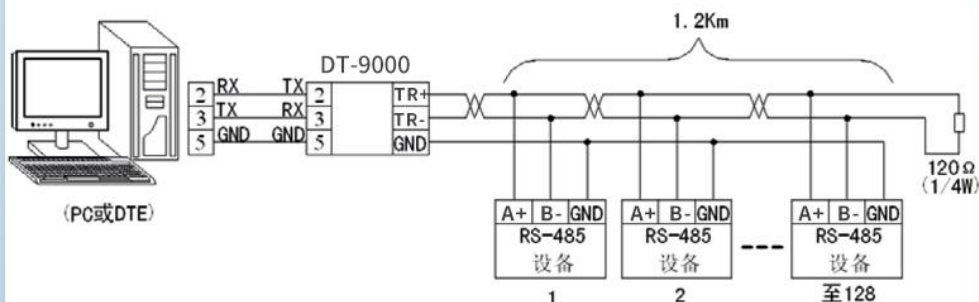 1.2Km
DT-9000
2 RX TX 2 TR+
3 TX RX 3 TR-
5 GND GND 5 GND
120Ω
(1/4W)
(PC或DTE)
A+ B- GND A+ B- GND A+ B- GND
RS-485 RS-485 RS-485
设备 设备 设备
1 2 至128